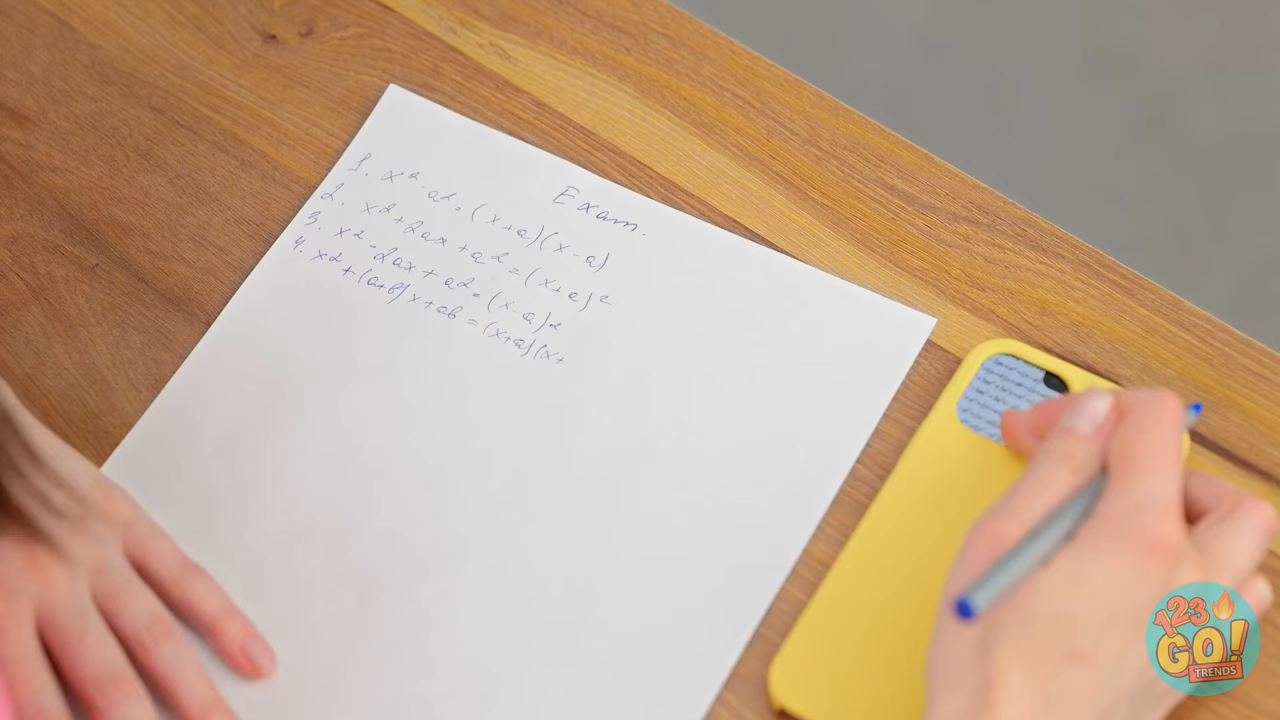 Exam.
1. x²-a²=(x+a)(x-a)
2. x²+2ax+a²=(x+a)²
3. x²-2ax+a²=(x-a)²
4. x²+(a+b)x+ab=(x+a)(x+
123
GO!
TRENDS